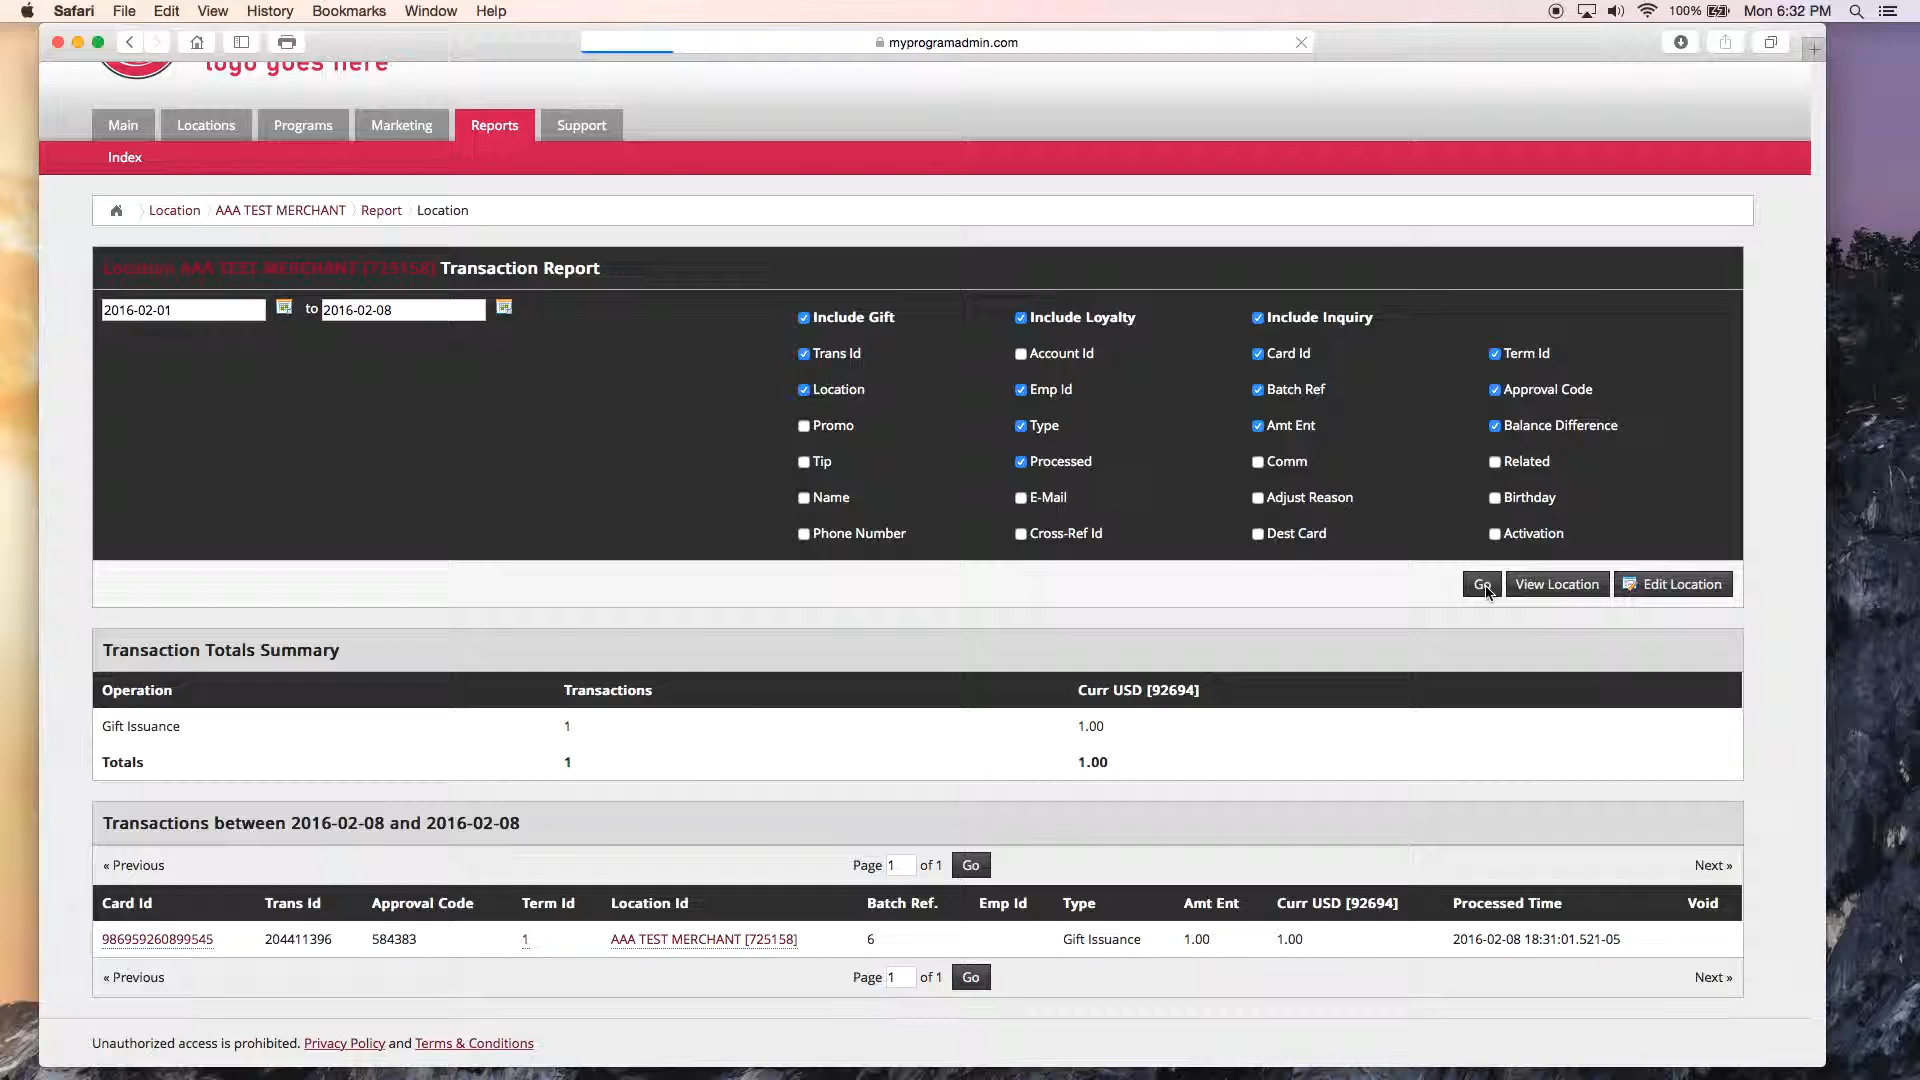 Safari File Edit View History Bookmarks Window Help 100% Mon 6:32 PM
myprogramadmin.com
logo goes here
Main Locations Programs Marketing Reports Support
Index
Location AAA TEST MERCHANT Report Location
Location AAA TEST MERCHANT [725158] Transaction Report
2016-02-01 to 2016-02-08
Include Gift Include Loyalty Include Inquiry
Trans Id Account Id Card Id Term Id
Location Emp Id Batch Ref Approval Code
Promo Type Amt Ent Balance Difference
Tip Processed Comm Related
Name E-Mail Adjust Reason Birthday
Phone Number Cross-Ref Id Dest Card Activation
Go View Location Edit Location
Transaction Totals Summary
Operation Transactions Curr USD [92694]
Gift Issuance 1 1.00
Totals 1 1.00
Transactions between 2016-02-08 and 2016-02-08
« Previous Page 1 of 1 Go Next »
Card Id Trans Id Approval Code Term Id Location Id Batch Ref. Emp Id Type Amt Ent Curr USD [92694] Processed Time Void
986959260899545 204411396 584383 1 AAA TEST MERCHANT [725158] 6 Gift Issuance 1.00 1.00 2016-02-08 18:31:01.521-05
« Previous Page 1 of 1 Go Next »
Unauthorized access is prohibited. Privacy Policy and Terms & Conditions